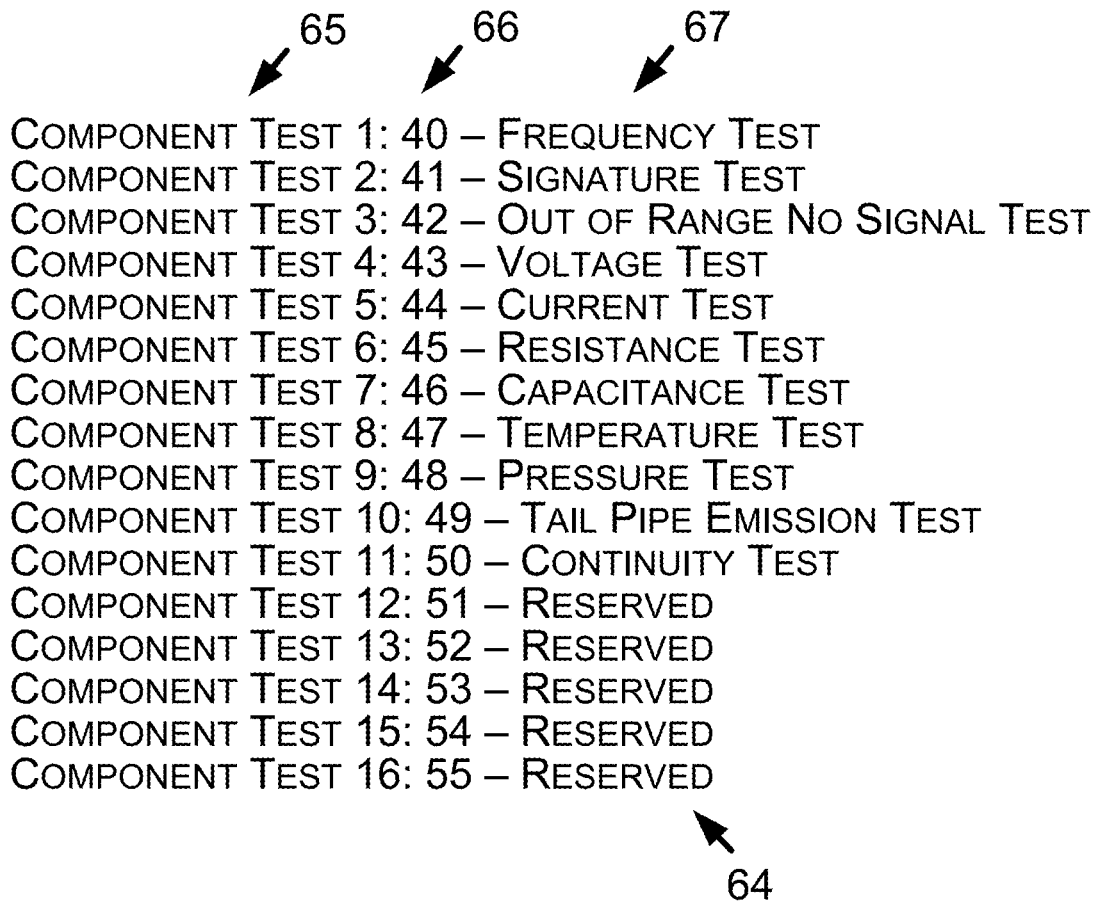 65 66 67
COMPONENT TEST 1: 40 – FREQUENCY TEST
COMPONENT TEST 2: 41 – SIGNATURE TEST
COMPONENT TEST 3: 42 – OUT OF RANGE NO SIGNAL TEST
COMPONENT TEST 4: 43 – VOLTAGE TEST
COMPONENT TEST 5: 44 – CURRENT TEST
COMPONENT TEST 6: 45 – RESISTANCE TEST
COMPONENT TEST 7: 46 – CAPACITANCE TEST
COMPONENT TEST 8: 47 – TEMPERATURE TEST
COMPONENT TEST 9: 48 – PRESSURE TEST
COMPONENT TEST 10: 49 – TAIL PIPE EMISSION TEST
COMPONENT TEST 11: 50 – CONTINUITY TEST
COMPONENT TEST 12: 51 – RESERVED
COMPONENT TEST 13: 52 – RESERVED
COMPONENT TEST 14: 53 – RESERVED
COMPONENT TEST 15: 54 – RESERVED
COMPONENT TEST 16: 55 – RESERVED
64